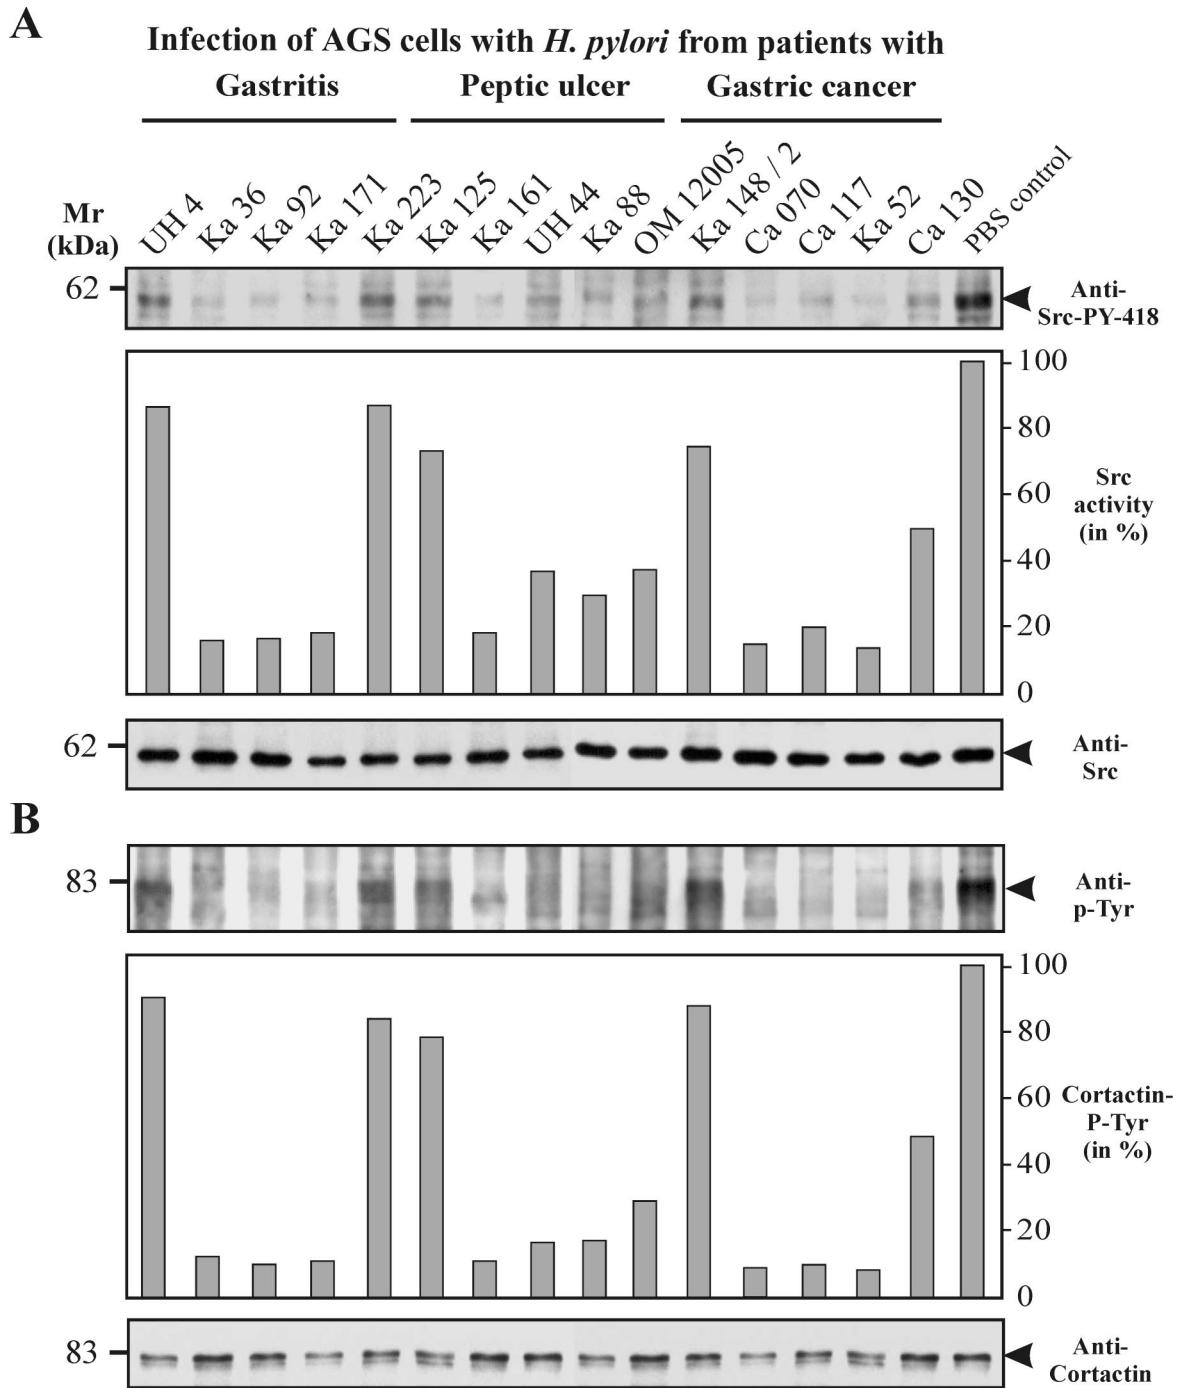 A
Infection of AGS cells with H. pylori from patients with
Gastritis Peptic ulcer Gastric cancer
Mr
(kDa)
UH 4 Ka 36 Ka 92 Ka 171 Ka 223 Ka 125 Ka 161 UH 44 Ka 88 OM 12005 Ka 148 / 2 Ca 070 Ca 117 Ka 52 Ca 130 PBS control
62
Anti-
Src-PY-418
100
80
60
40
20
0
Src
activity
(in %)
62
Anti-
Src
B
83
Anti-
p-Tyr
100
80
60
40
20
0
Cortactin-
P-Tyr
(in %)
83
Anti-
Cortactin